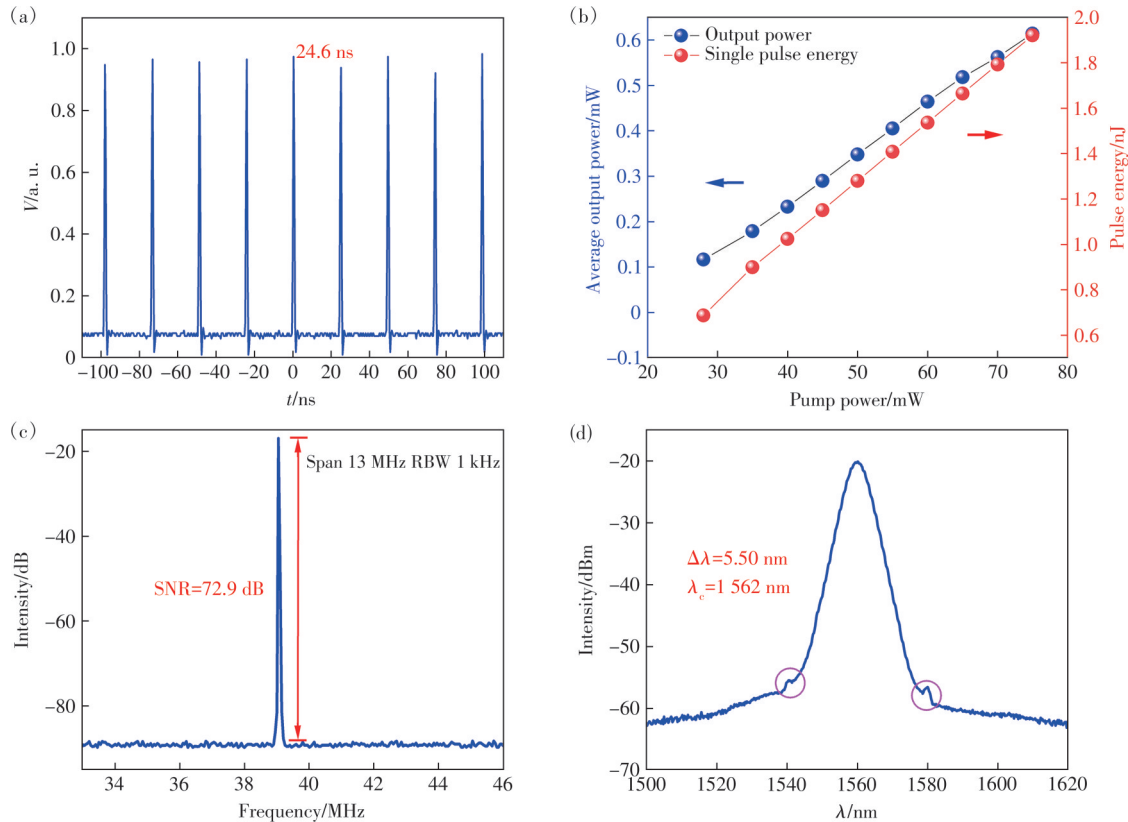 (a)
1.0
0.8
0.6
0.4
0.2
0
V/a. u.
24.6 ns
−100 −80 −60 −40 −20 0 20 40 60 80 100
t/ns
(b)
0.6
0.5
0.4
0.3
0.2
0.1
0
−0.1
Average output power/mW
Output power
Single pulse energy
2.0
1.8
1.6
1.4
1.2
1.0
0.8
0.6
Pulse energy/nJ
20 30 40 50 60 70 80
Pump power/mW
(c)
−20
−40
−60
−80
Intensity/dB
Span 13 MHz RBW 1 kHz
SNR=72.9 dB
34 36 38 40 42 44 46
Frequency/MHz
(d)
−20
−30
−40
−50
−60
−70
Intensity/dBm
Δλ=5.50 nm
λc=1 562 nm
1500 1520 1540 1560 1580 1600 1620
λ/nm